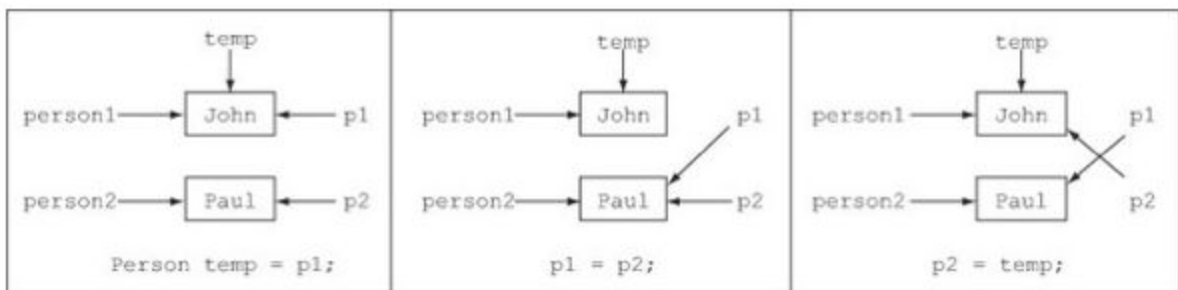 temp
person1
John
p1
person2
Paul
p2
Person temp = p1;
temp
person1
John
p1
person2
Paul
p2
p1 = p2;
temp
person1
John
p1
person2
Paul
p2
p2 = temp;